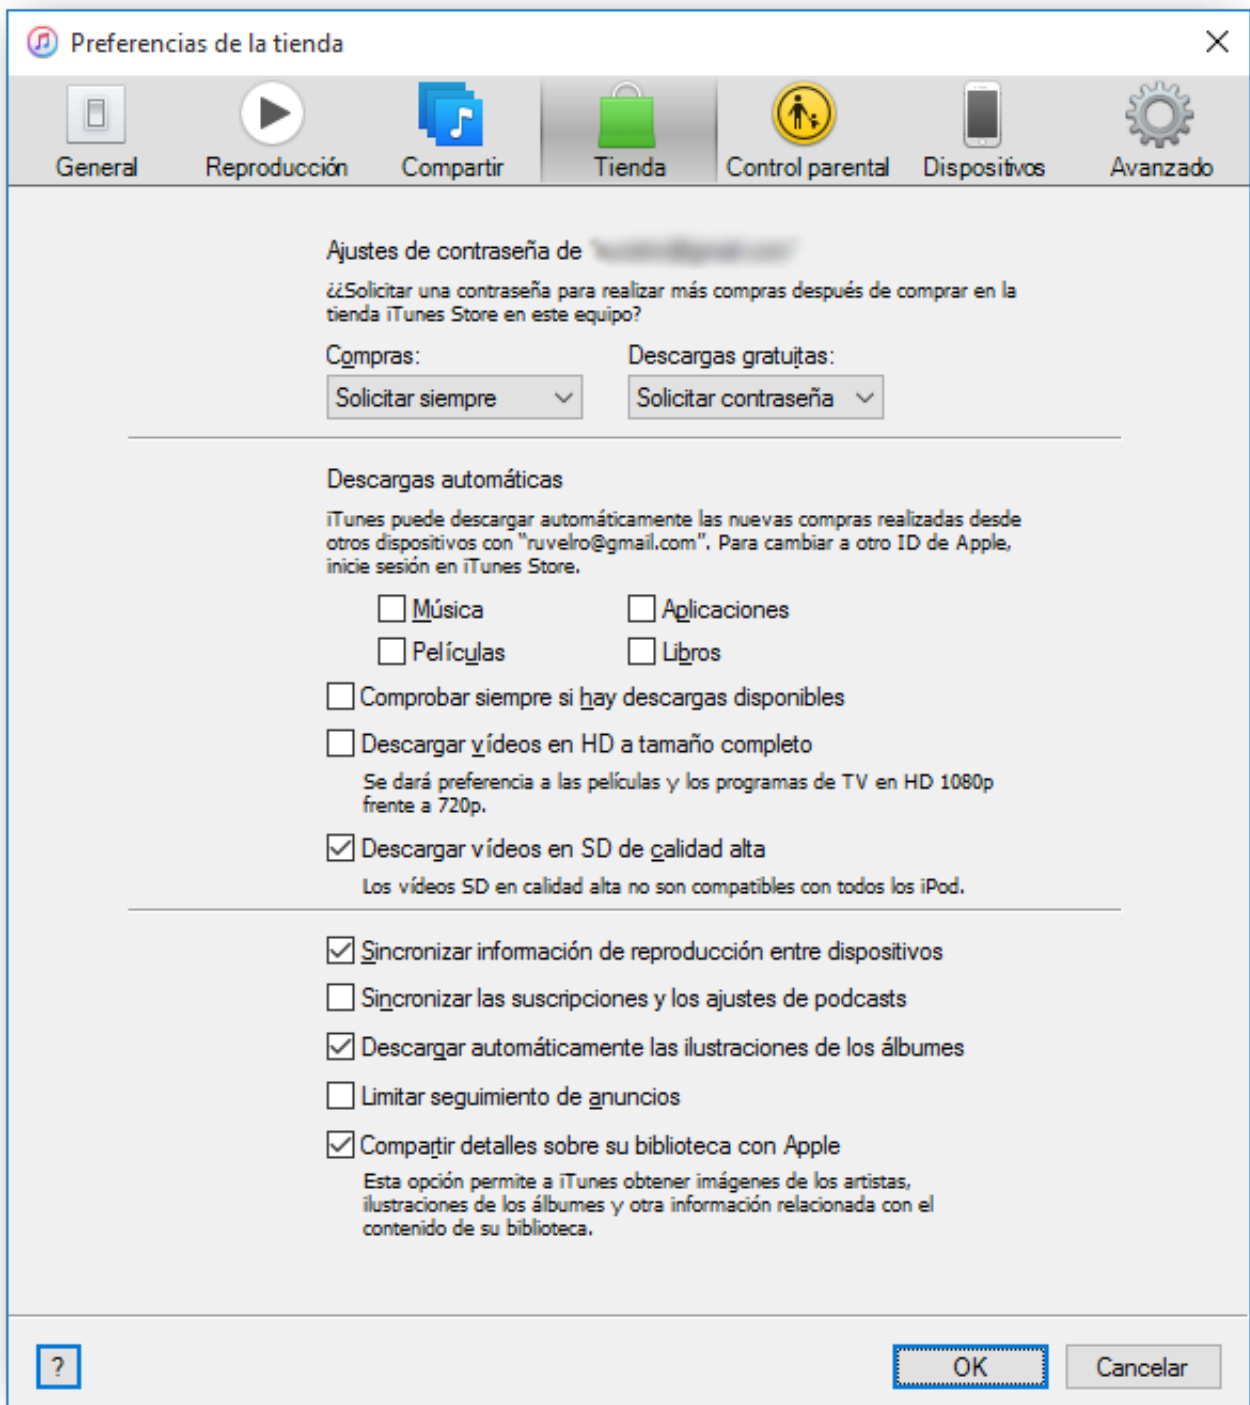 Preferencias de la tienda
General Reproducción Compartir Tienda Control parental Dispositivos Avanzado
Ajustes de contraseña de
¿¿Solicitar una contraseña para realizar más compras después de comprar en la
tienda iTunes Store en este equipo?
Compras: Descargas gratuitas:
Solicitar siempre Solicitar contraseña
Descargas automáticas
iTunes puede descargar automáticamente las nuevas compras realizadas desde
otros dispositivos con “ruvelro@gmail.com”. Para cambiar a otro ID de Apple,
inicie sesión en iTunes Store.
Música Aplicaciones
Películas Libros
Comprobar siempre si hay descargas disponibles
Descargar vídeos en HD a tamaño completo
Se dará preferencia a las películas y los programas de TV en HD 1080p
frente a 720p.
Descargar vídeos en SD de calidad alta
Los vídeos SD en calidad alta no son compatibles con todos los iPod.
Sincronizar información de reproducción entre dispositivos
Sincronizar las suscripciones y los ajustes de podcasts
Descargar automáticamente las ilustraciones de los álbumes
Limitar seguimiento de anuncios
Compartir detalles sobre su biblioteca con Apple
Esta opción permite a iTunes obtener imágenes de los artistas,
ilustraciones de los álbumes y otra información relacionada con el
contenido de su biblioteca.
? OK Cancelar